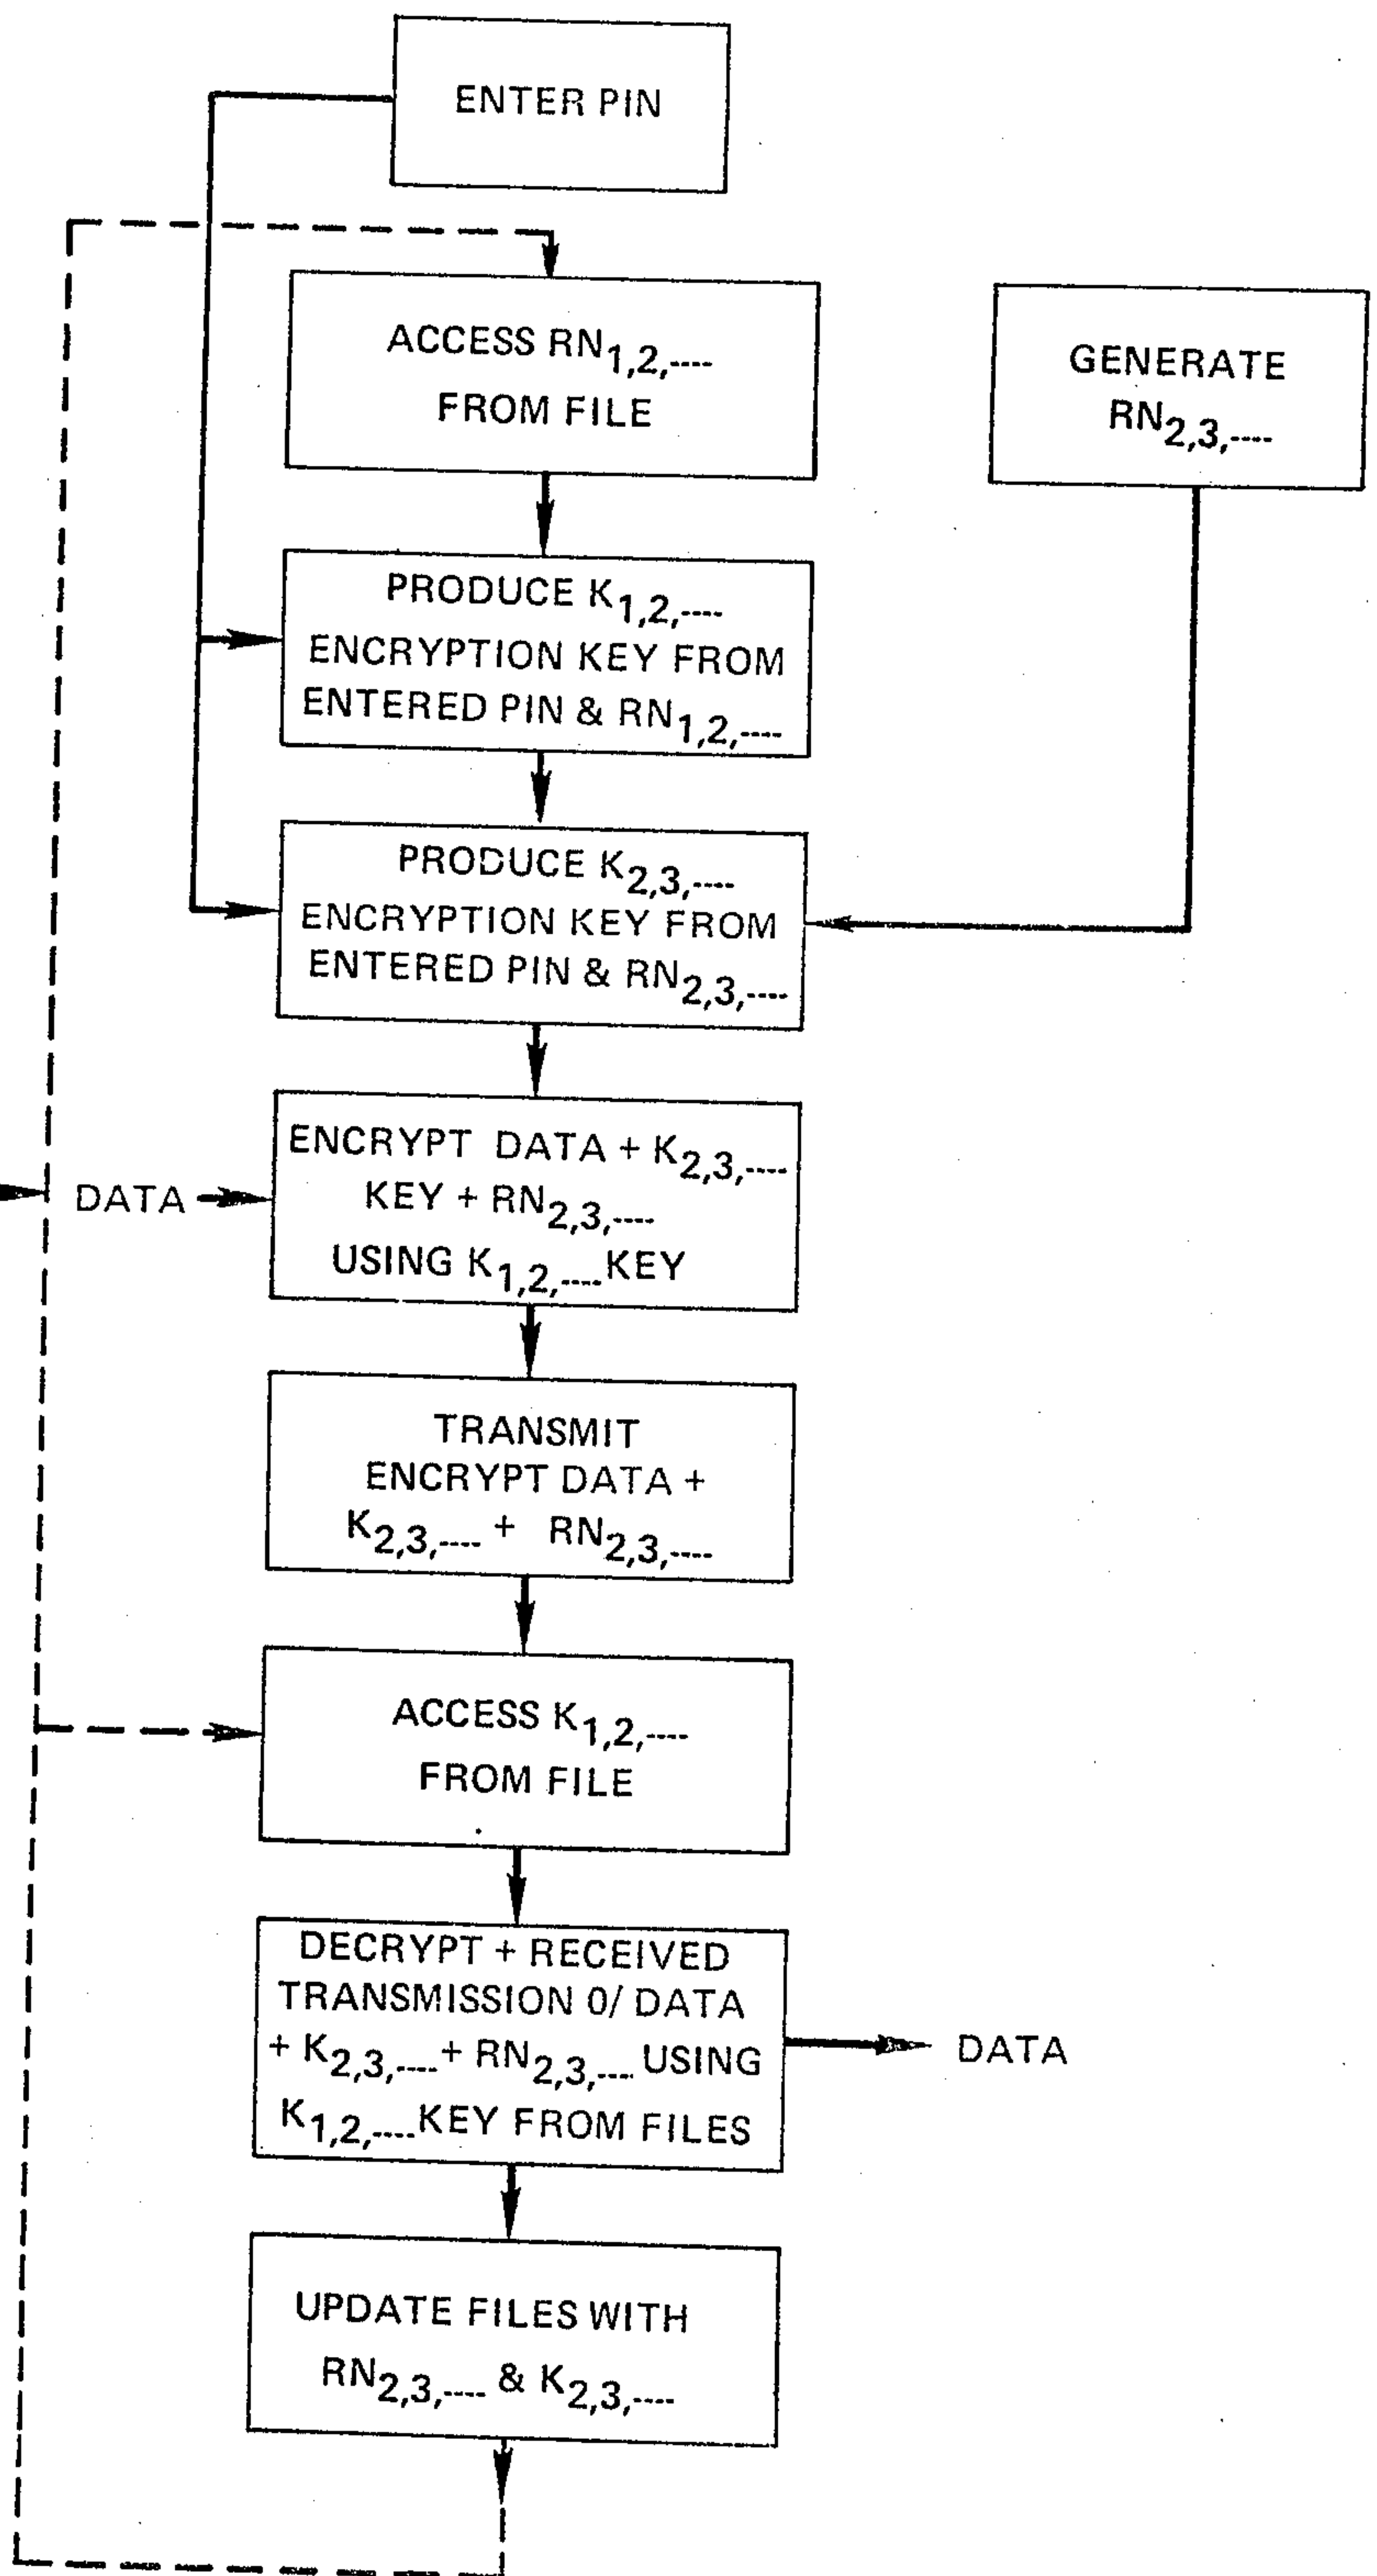 ENTER PIN
ACCESS RN1,2,----
FROM FILE
GENERATE
RN2,3,----
PRODUCE K1,2,----
ENCRYPTION KEY FROM
ENTERED PIN & RN1,2,----
PRODUCE K2,3,----
ENCRYPTION KEY FROM
ENTERED PIN & RN2,3,----
DATA
ENCRYPT DATA + K2,3,----
KEY + RN2,3,----
USING K1,2,---- KEY
TRANSMIT
ENCRYPT DATA +
K2,3,---- + RN2,3,----
ACCESS K1,2,----
FROM FILE
DECRYPT + RECEIVED
TRANSMISSION 0/ DATA
+ K2,3,---- + RN2,3,---- USING
K1,2,---- KEY FROM FILES
DATA
UPDATE FILES WITH
RN2,3,---- & K2,3,----